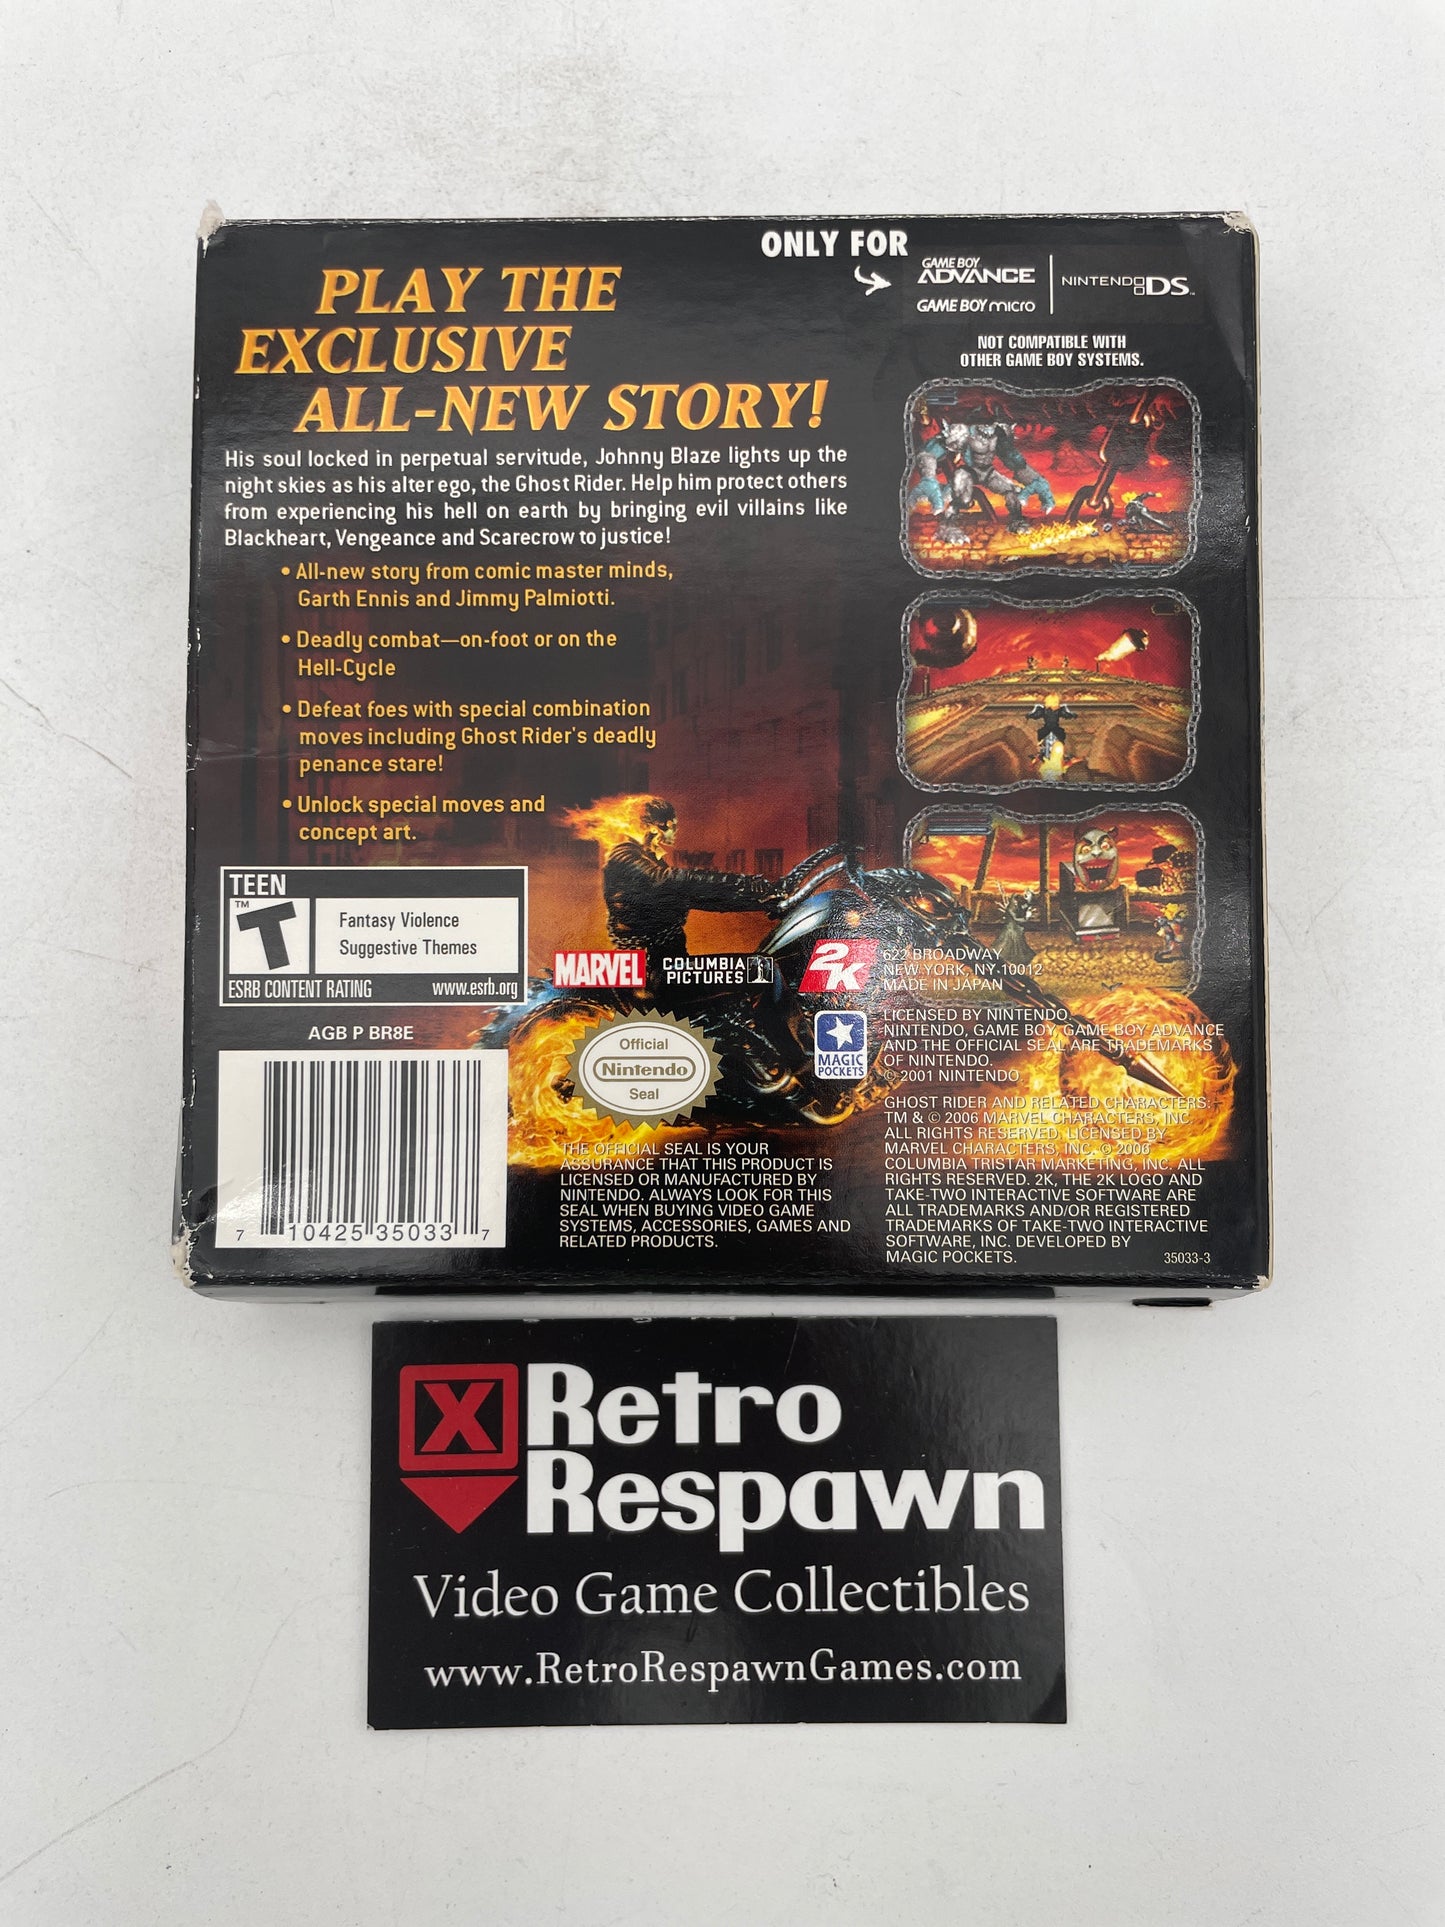 ONLY FOR
GAME BOY
ADVANCE
GAME BOY micro
NINTENDO DS
NOT COMPATIBLE WITH
OTHER GAME BOY SYSTEMS.
PLAY THE
EXCLUSIVE
ALL-NEW STORY!
His soul locked in perpetual servitude, Johnny Blaze lights up the
night skies as his alter ego, the Ghost Rider. Help him protect others
from experiencing his hell on earth by bringing evil villains like
Blackheart, Vengeance and Scarecrow to justice!
• All-new story from comic master minds,
Garth Ennis and Jimmy Palmiotti.
• Deadly combat—on-foot or on the
Hell-Cycle
• Defeat foes with special combination
moves including Ghost Rider's deadly
penance stare!
• Unlock special moves and
concept art.
TEEN
T
TM
Fantasy Violence
Suggestive Themes
ESRB CONTENT RATING www.esrb.org
AGB P BR8E
7 10425 35033 7
MARVEL
COLUMBIA
PICTURES
2K
MAGIC
POCKETS
Official
Nintendo
Seal
THE OFFICIAL SEAL IS YOUR
ASSURANCE THAT THIS PRODUCT IS
LICENSED OR MANUFACTURED BY
NINTENDO. ALWAYS LOOK FOR THIS
SEAL WHEN BUYING VIDEO GAME
SYSTEMS, ACCESSORIES, GAMES AND
RELATED PRODUCTS.
622 BROADWAY
NEW YORK, NY 10012
MADE IN JAPAN
LICENSED BY NINTENDO.
NINTENDO, GAME BOY, GAME BOY ADVANCE
AND THE OFFICIAL SEAL ARE TRADEMARKS
OF NINTENDO.
© 2001 NINTENDO.
GHOST RIDER AND RELATED CHARACTERS:
TM & © 2006 MARVEL CHARACTERS, INC.
ALL RIGHTS RESERVED. LICENSED BY
MARVEL CHARACTERS, INC. © 2006
COLUMBIA TRISTAR MARKETING, INC. ALL
RIGHTS RESERVED. 2K, THE 2K LOGO AND
TAKE-TWO INTERACTIVE SOFTWARE ARE
ALL TRADEMARKS AND/OR REGISTERED
TRADEMARKS OF TAKE-TWO INTERACTIVE
SOFTWARE, INC. DEVELOPED BY
MAGIC POCKETS.
35033-3
X
Retro
Respawn
Video Game Collectibles
www.RetroRespawnGames.com